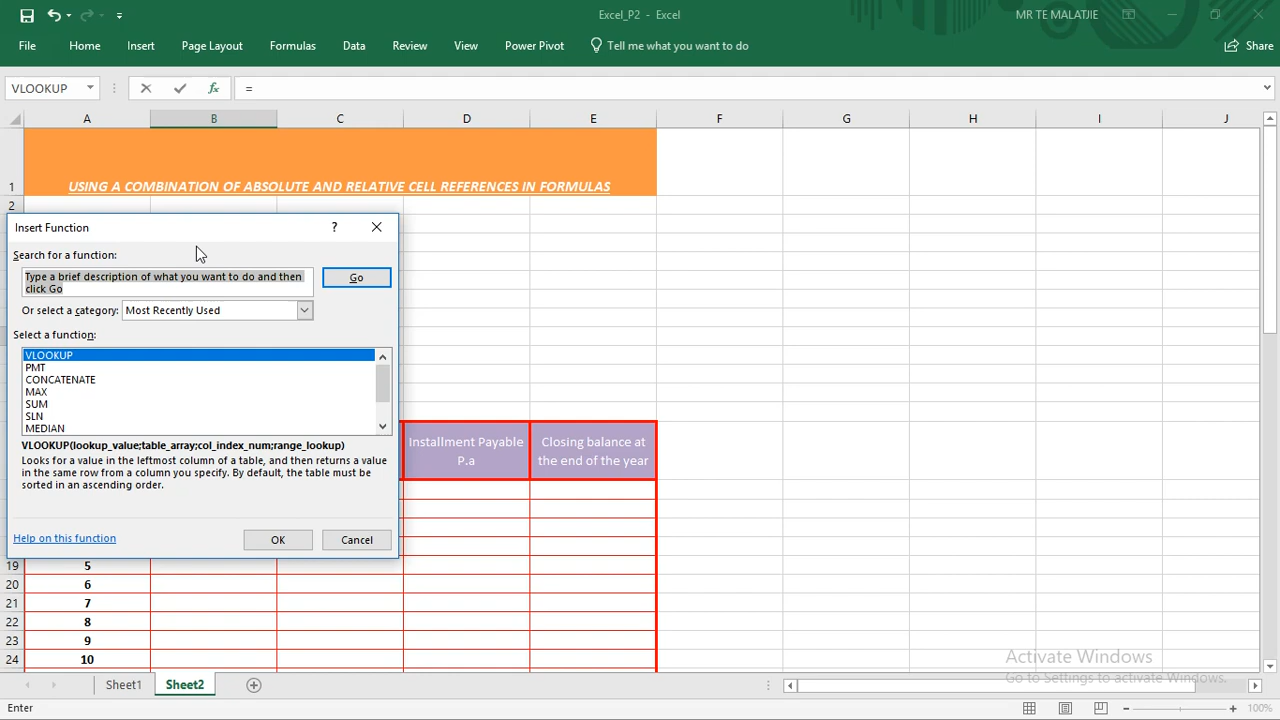 Excel_P2 - Excel
MR TE MALATJIE
File Home Insert Page Layout Formulas Data Review View Power Pivot Tell me what you want to do Share
VLOOKUP fx =
A B C D E F G H I J
1 USING A COMBINATION OF ABSOLUTE AND RELATIVE CELL REFERENCES IN FORMULAS
2
Insert Function ?
Search for a function:
Type a brief description of what you want to do and then
click Go
Go
Or select a category: Most Recently Used
Select a function:
VLOOKUP
PMT
CONCATENATE
MAX
SUM
SLN
MEDIAN
VLOOKUP(lookup_value;table_array;col_index_num;range_lookup)
Looks for a value in the leftmost column of a table, and then returns a value
in the same row from a column you specify. By default, the table must be
sorted in an ascending order.
Help on this function OK Cancel
Installment Payable
P.a
Closing balance at
the end of the year
19 5
20 6
21 7
22 8
23 9
24 10
Activate Windows
Go to Settings to activate Windows.
Sheet1 Sheet2
Enter 100%